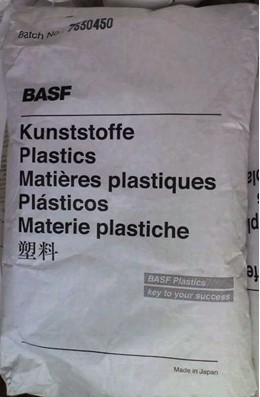 Batch No. 7550450
BASF
Kunststoffe
Plastics
Matières plastiques
Plásticos
Materie plastiche
塑料
BASF Plastics
key to your success
Made in Japan